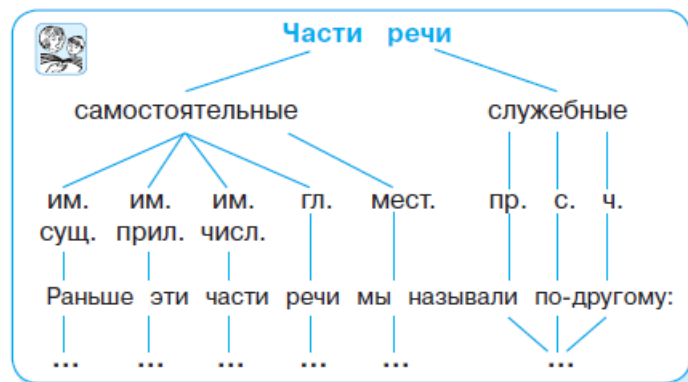 Части речи
самостоятельные служебные
им. им. им. гл. мест. пр. с. ч.
сущ. прил. числ.
Раньше эти части речи мы называли по-другому:
... ... ... ... ... ...